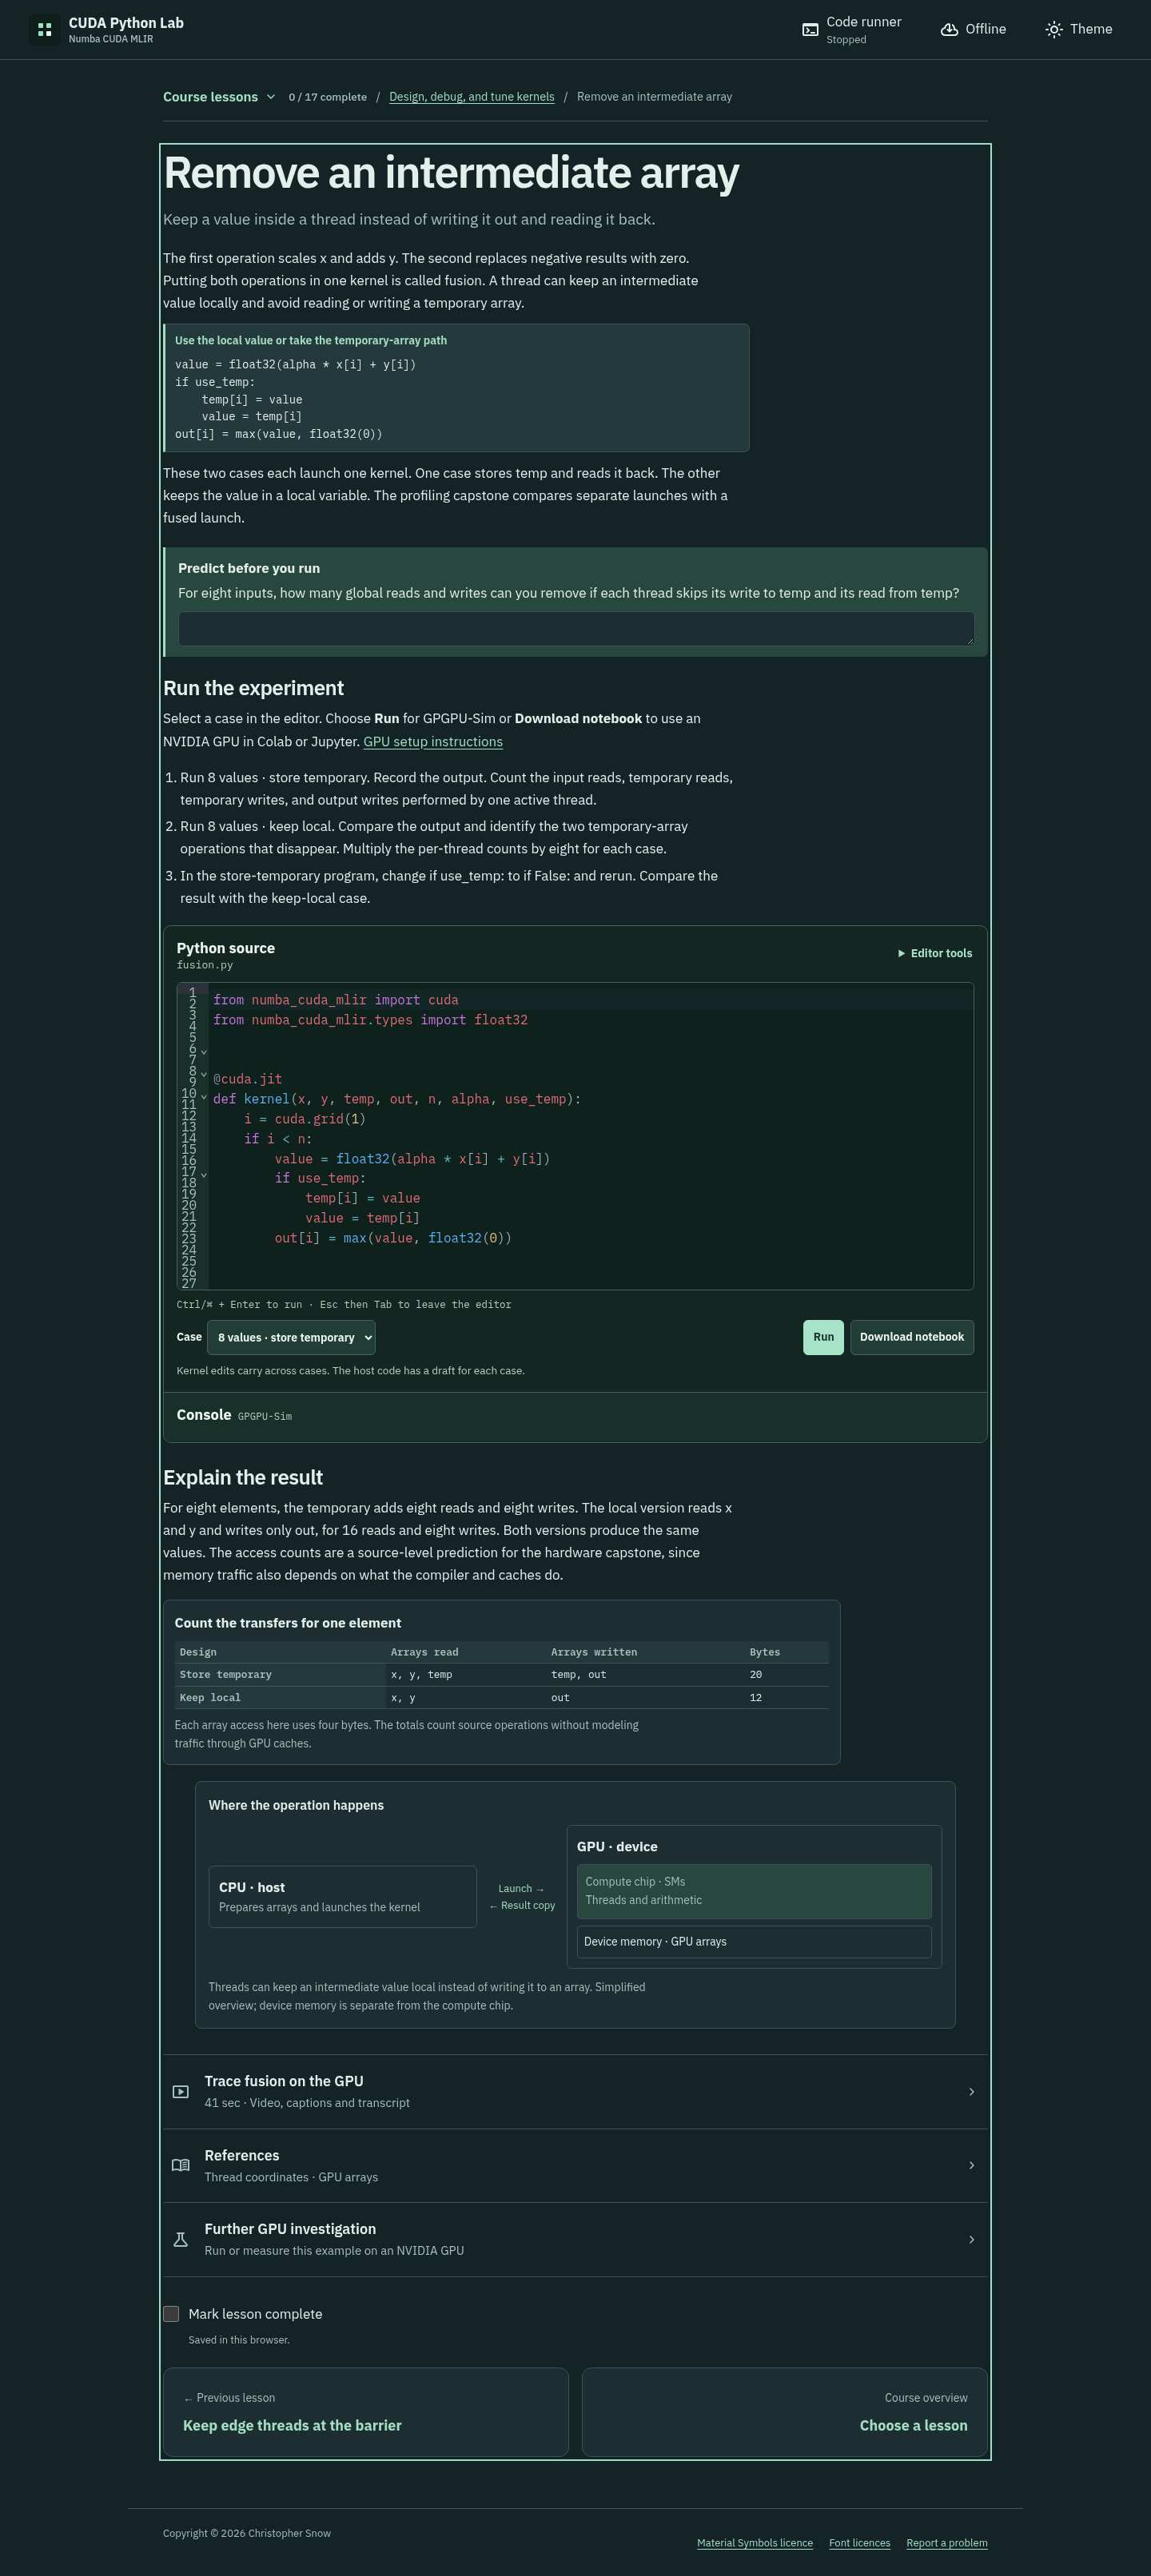 CUDA Python Lab
Numba CUDA MLIR
Code runner
Stopped
Offline
Theme
Course lessons
0 / 17 complete / Design, debug, and tune kernels / Remove an intermediate array
Remove an intermediate array
Keep a value inside a thread instead of writing it out and reading it back.
The first operation scales x and adds y. The second replaces negative results with zero.
Putting both operations in one kernel is called fusion. A thread can keep an intermediate
value locally and avoid reading or writing a temporary array.
Use the local value or take the temporary-array path
value = float32(alpha * x[i] + y[i])
if use_temp:
    temp[i] = value
    value = temp[i]
out[i] = max(value, float32(0))
These two cases each launch one kernel. One case stores temp and reads it back. The other
keeps the value in a local variable. The profiling capstone compares separate launches with a
fused launch.
Predict before you run
For eight inputs, how many global reads and writes can you remove if each thread skips its write to temp and its read from temp?
Run the experiment
Select a case in the editor. Choose Run for GPGPU-Sim or Download notebook to use an
NVIDIA GPU in Colab or Jupyter. GPU setup instructions
1. Run 8 values · store temporary. Record the output. Count the input reads, temporary reads,
temporary writes, and output writes performed by one active thread.
2. Run 8 values · keep local. Compare the output and identify the two temporary-array
operations that disappear. Multiply the per-thread counts by eight for each case.
3. In the store-temporary program, change if use_temp: to if False: and rerun. Compare the
result with the keep-local case.
Python source
fusion.py
▶ Editor tools
1
2
3
4
5
6
7
8
9
10
11
12
13
14
15
16
17
18
19
20
21
22
23
24
25
26
27
from numba_cuda_mlir import cuda
from numba_cuda_mlir.types import float32
@cuda.jit
def kernel(x, y, temp, out, n, alpha, use_temp):
    i = cuda.grid(1)
    if i < n:
        value = float32(alpha * x[i] + y[i])
        if use_temp:
            temp[i] = value
            value = temp[i]
        out[i] = max(value, float32(0))
Ctrl/⌘ + Enter to run · Esc then Tab to leave the editor
Case 8 values · store temporary
Run
Download notebook
Kernel edits carry across cases. The host code has a draft for each case.
Console GPGPU-Sim
Explain the result
For eight elements, the temporary adds eight reads and eight writes. The local version reads x
and y and writes only out, for 16 reads and eight writes. Both versions produce the same
values. The access counts are a source-level prediction for the hardware capstone, since
memory traffic also depends on what the compiler and caches do.
Count the transfers for one element
Design Arrays read Arrays written Bytes
Store temporary x, y, temp temp, out 20
Keep local x, y out 12
Each array access here uses four bytes. The totals count source operations without modeling
traffic through GPU caches.
Where the operation happens
CPU · host
Prepares arrays and launches the kernel
Launch →
← Result copy
GPU · device
Compute chip · SMs
Threads and arithmetic
Device memory · GPU arrays
Threads can keep an intermediate value local instead of writing it to an array. Simplified
overview; device memory is separate from the compute chip.
Trace fusion on the GPU
41 sec · Video, captions and transcript
References
Thread coordinates · GPU arrays
Further GPU investigation
Run or measure this example on an NVIDIA GPU
Mark lesson complete
Saved in this browser.
← Previous lesson
Keep edge threads at the barrier
Course overview
Choose a lesson
Copyright © 2026 Christopher Snow
Material Symbols licence
Font licences
Report a problem